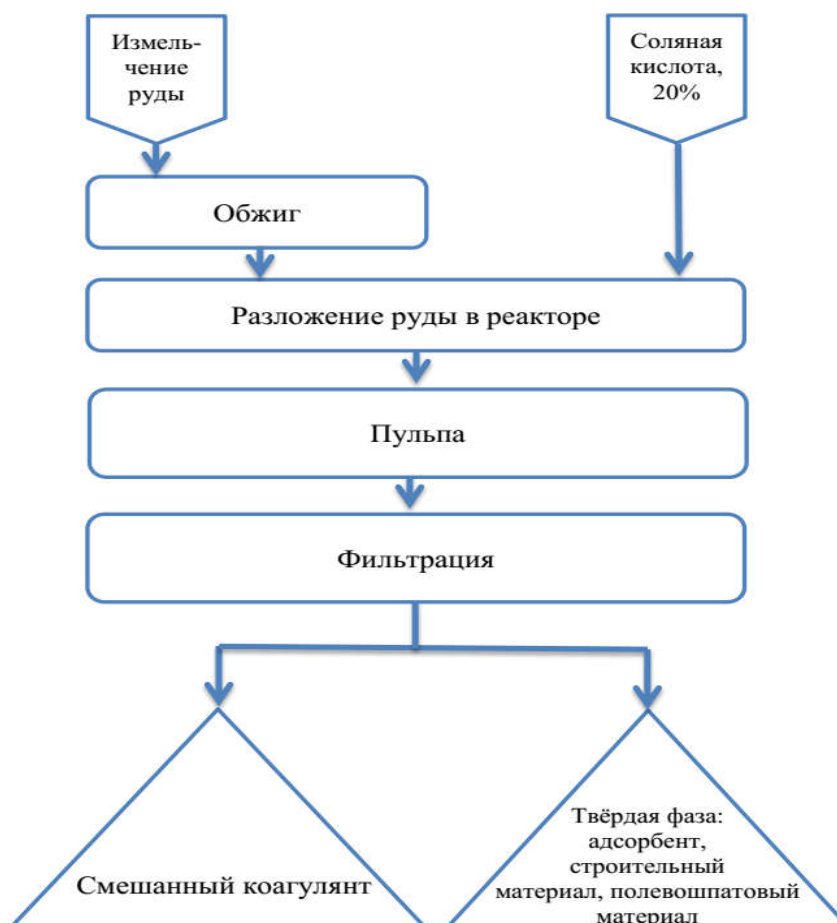 Измель-
чение
руды
Соляная
кислота,
20%
Обжиг
Разложение руды в реакторе
Пульпа
Фильтрация
Смешанный коагулянт
Твёрдая фаза:
адсорбент,
строительный
материал, полевошпатовый
материал